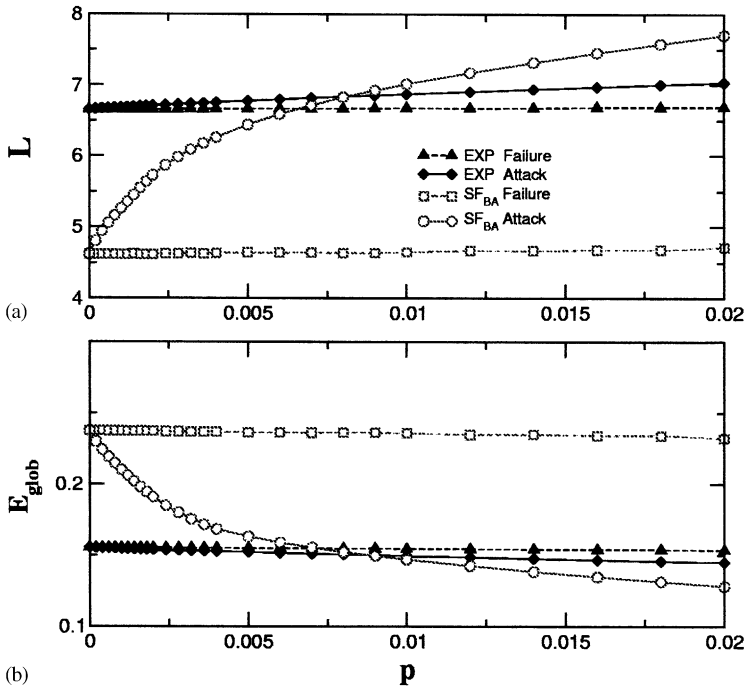 8
7
6
5
4
L
EXP Failure
EXP Attack
SF_BA Failure
SF_BA Attack
(a)
0 0.005 0.01 0.015 0.02
E_glob
0.2
0.1
0 0.005 0.01 0.015 0.02
(b)
p